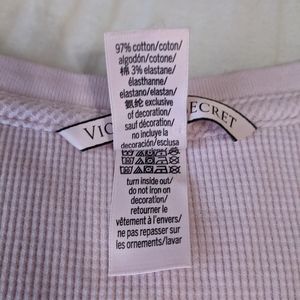 97% cotton/coton/
algodón/cotone/
棉 3% elastane/
élasthanne/
elastano/elastan/
氨纶 exclusive
of decoration/
sauf décoration/
no incluye la
decoración/esclusa
VIC
SECRET
turn inside out/
do not iron on
decoration/
retourner le
vêtement à l'envers/
ne pas repasser sur
les ornements/lavar